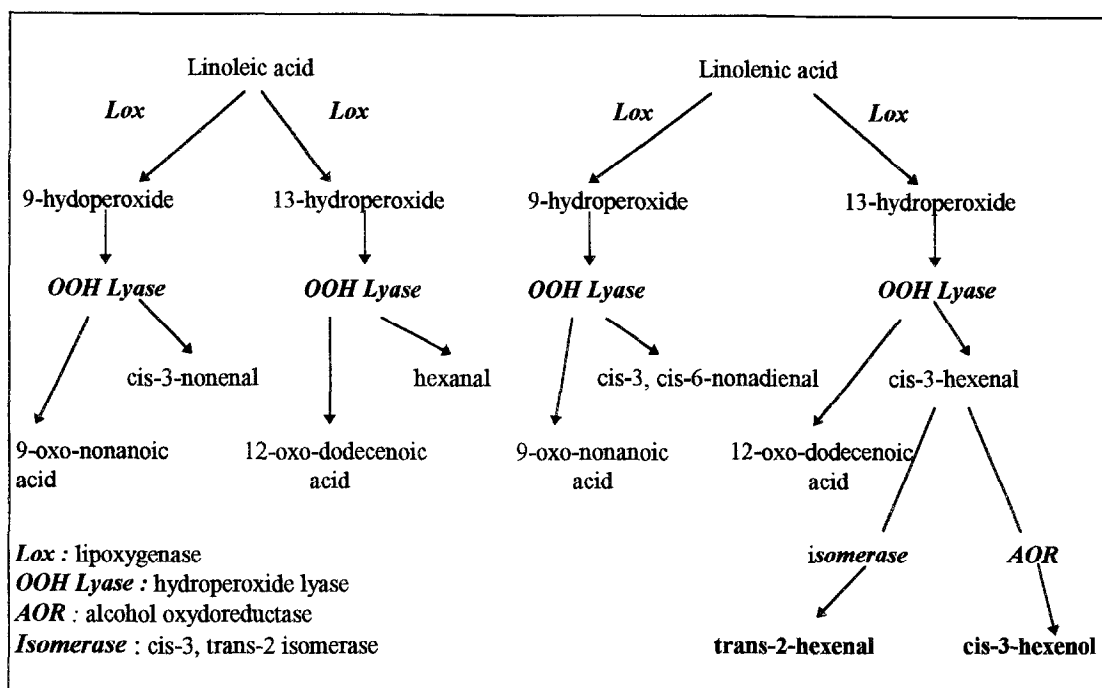 Linoleic acid Linolenic acid
Lox Lox Lox Lox
9-hydoperoxide 13-hydroperoxide 9-hydroperoxide 13-hydroperoxide
OOH Lyase OOH Lyase OOH Lyase OOH Lyase
cis-3-nonenal hexanal cis-3, cis-6-nonadienal cis-3-hexenal
9-oxo-nonanoic 12-oxo-dodecenoic 9-oxo-nonanoic 12-oxo-dodecenoic
acid acid acid acid
Lox : lipoxygenase isomerase AOR
OOH Lyase : hydroperoxide lyase
AOR : alcohol oxydoreductase
Isomerase : cis-3, trans-2 isomerase trans-2-hexenal cis-3-hexenol